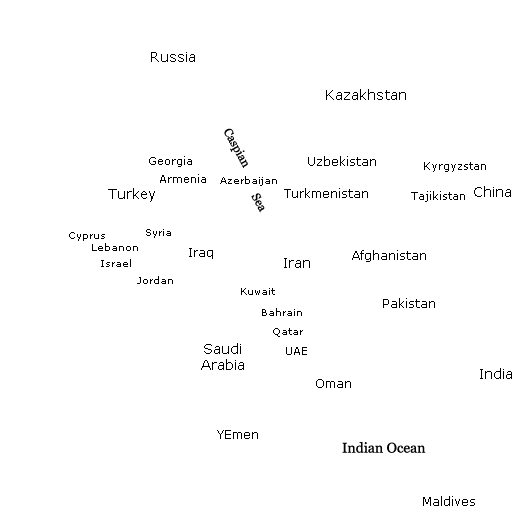 Russia
Kazakhstan
Caspian
Sea
Georgia
Uzbekistan
Kyrgyzstan
Armenia
Azerbaijan
Turkey
Turkmenistan
Tajikistan
China
Cyprus
Syria
Lebanon
Iraq
Afghanistan
Israel
Iran
Jordan
Kuwait
Pakistan
Bahrain
Qatar
Saudi
Arabia
UAE
India
Oman
YEmen
Indian Ocean
Maldives